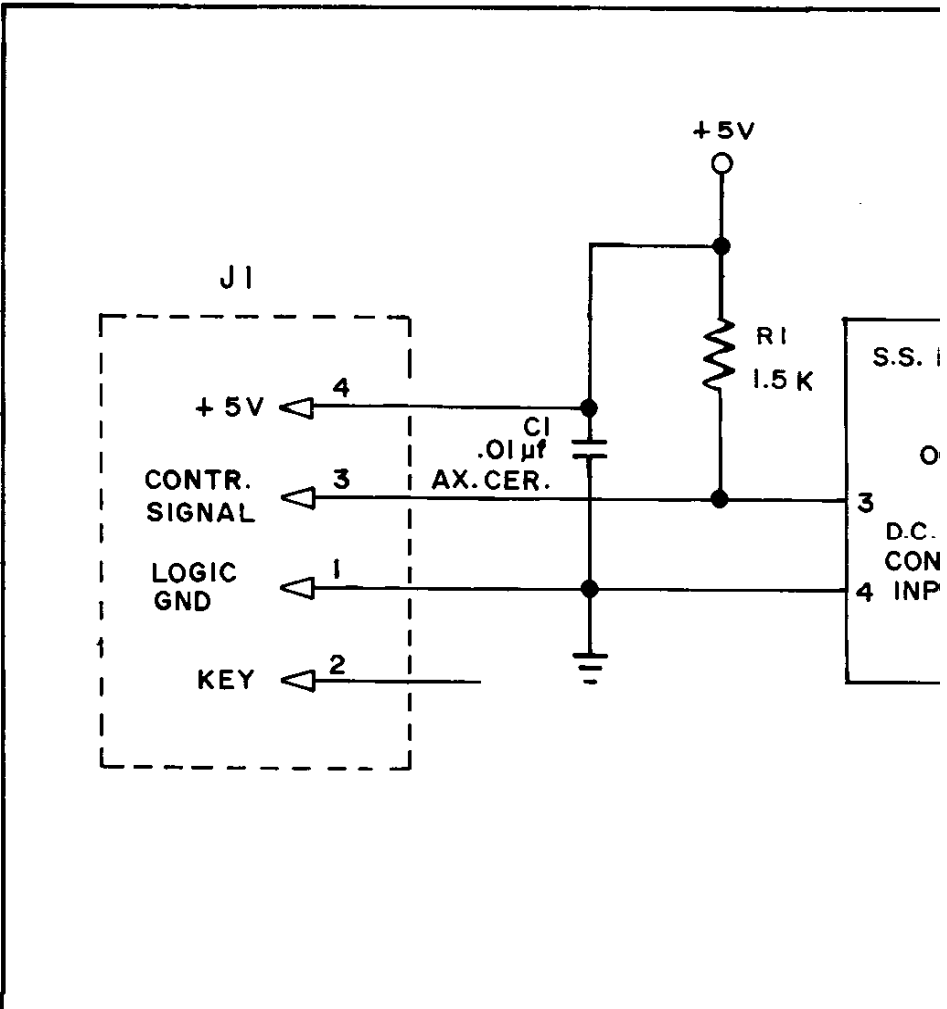 +5V
J1
R1
1.5 K
S.S.
+5V
4
C1
.01 µf
AX. CER.
CONTR.
SIGNAL
3
3
D.C.
LOGIC
GND
1
4
KEY
2